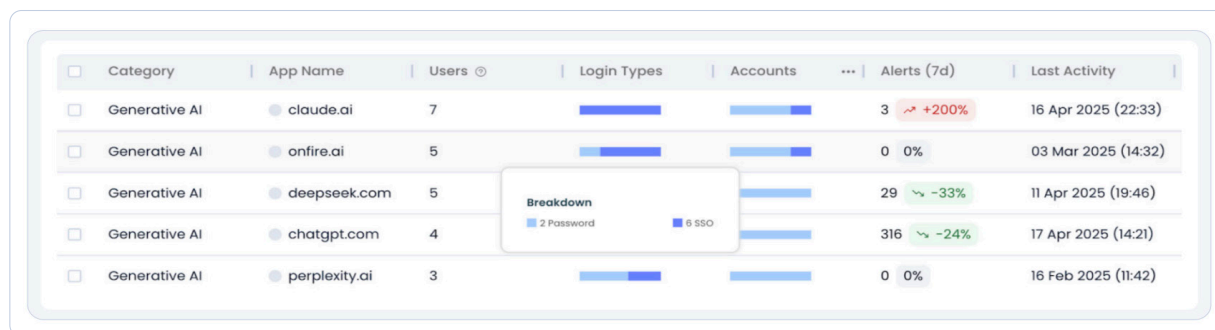 Category App Name Users Login Types Accounts ... Alerts (7d) Last Activity
Generative AI claude.ai 7 3 +200% 16 Apr 2025 (22:33)
Generative AI onfire.ai 5 0 0% 03 Mar 2025 (14:32)
Generative AI deepseek.com 5 29 -33% 11 Apr 2025 (19:46)
Breakdown
2 Password 6 SSO
Generative AI chatgpt.com 4 316 -24% 17 Apr 2025 (14:21)
Generative AI perplexity.ai 3 0 0% 16 Feb 2025 (11:42)